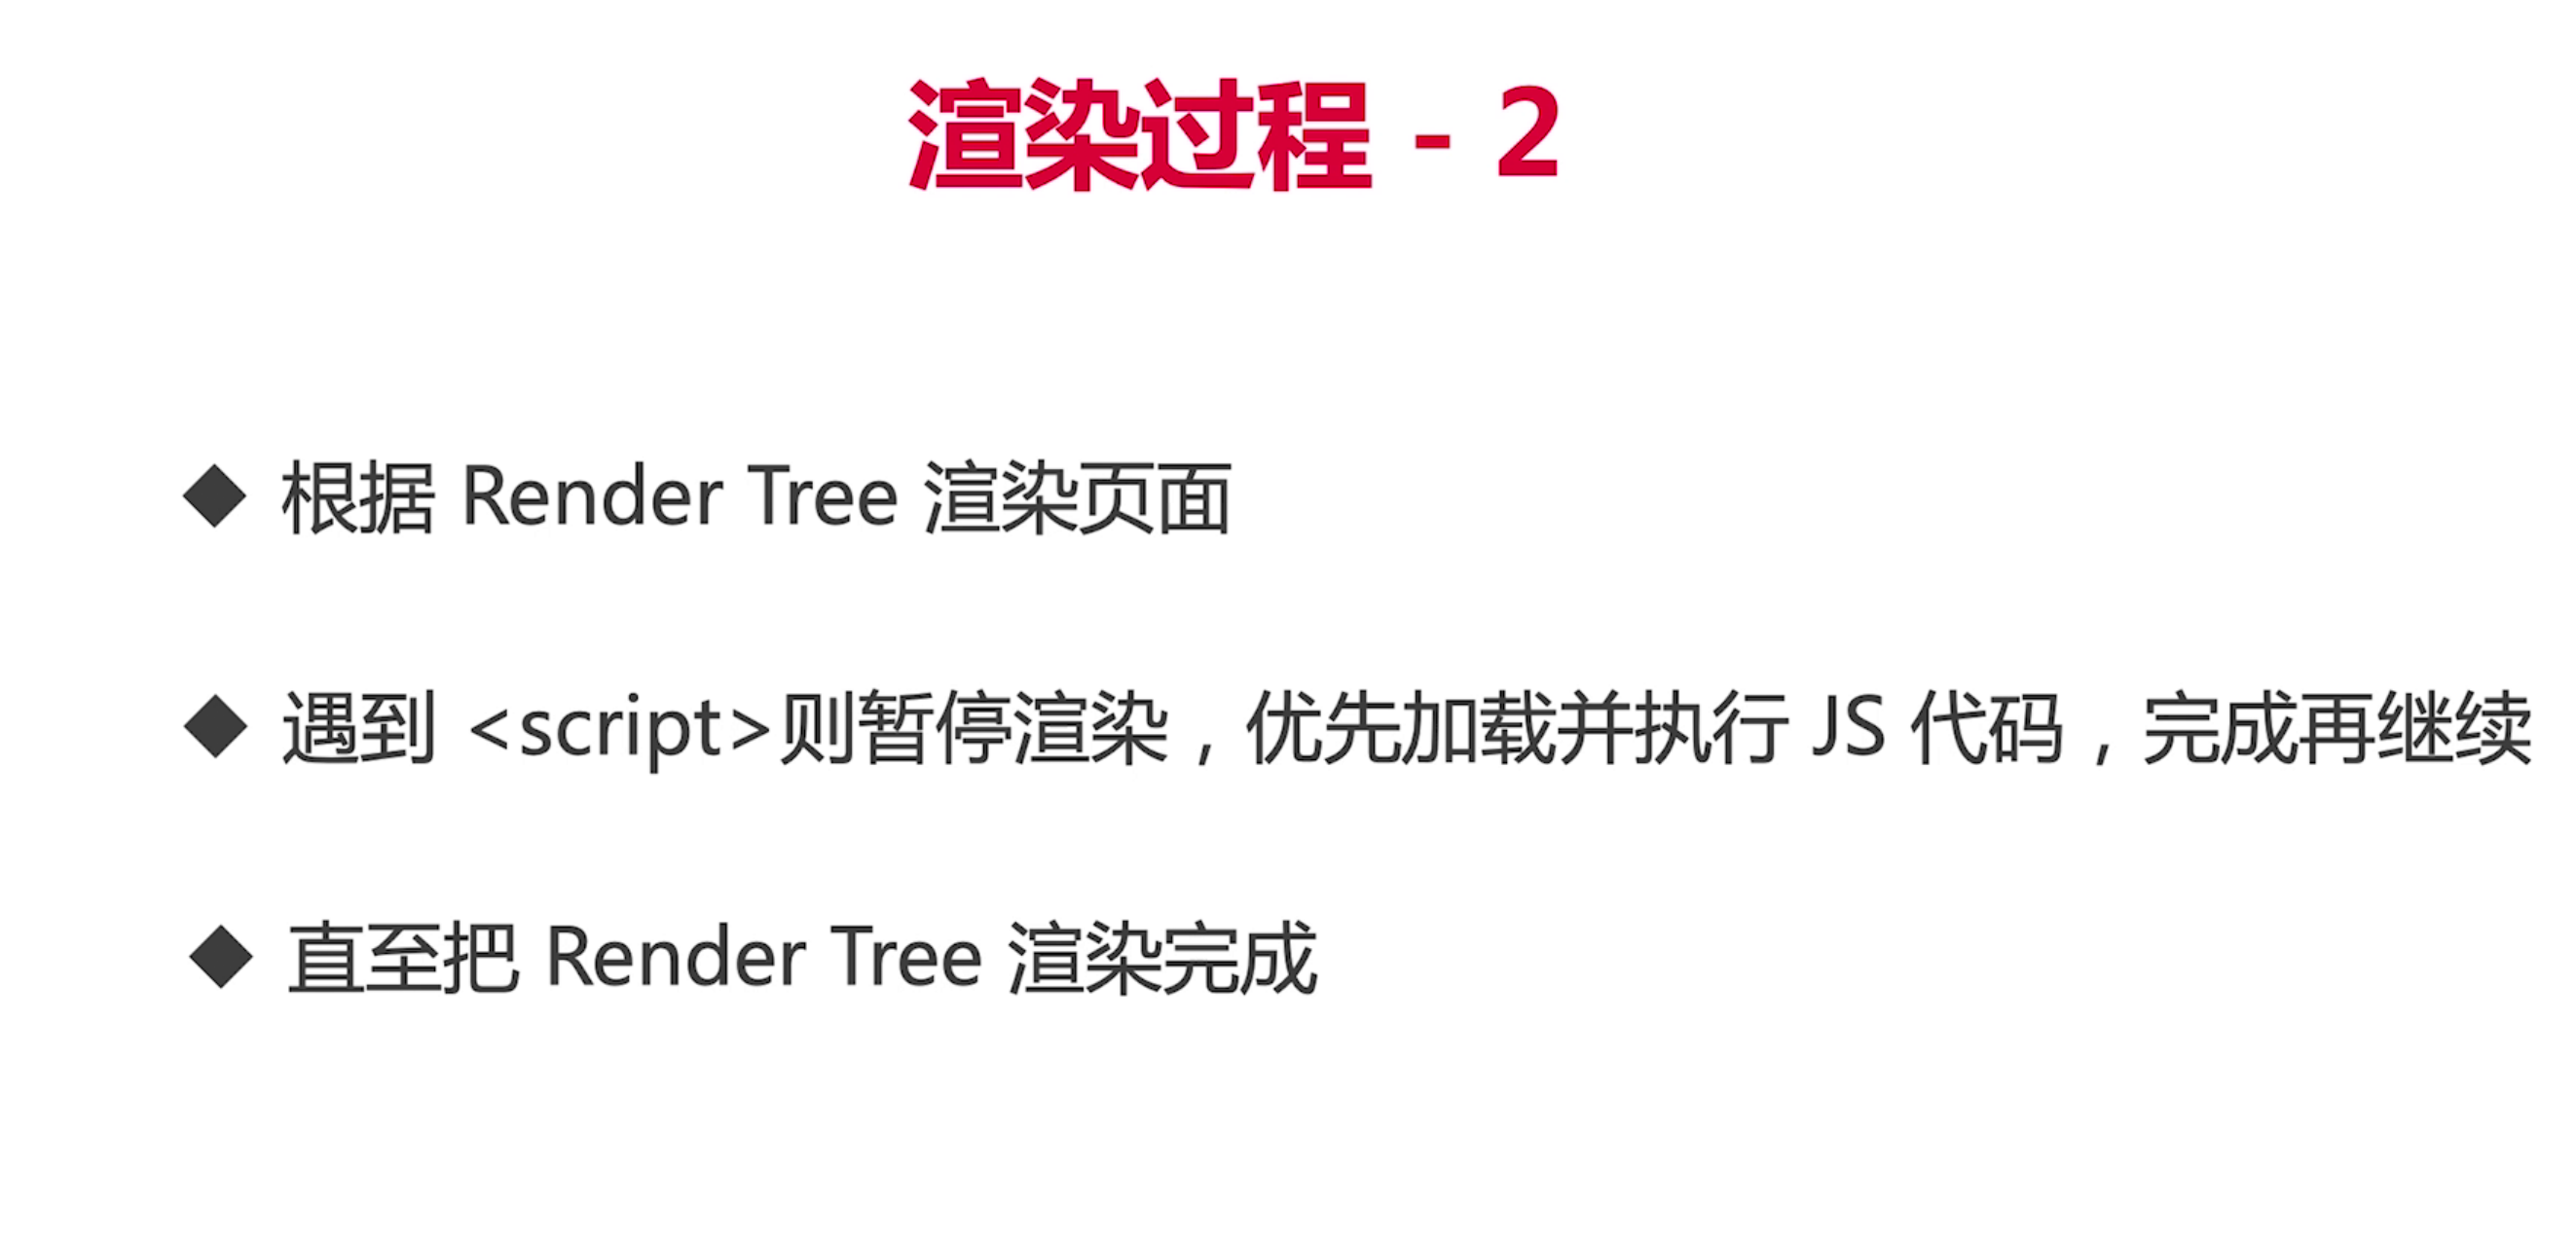 渲染过程 - 2
◆ 根据 Render Tree 渲染页面
◆ 遇到 <script>则暂停渲染，优先加载并执行 JS 代码，完成再继续
◆ 直至把 Render Tree 渲染完成